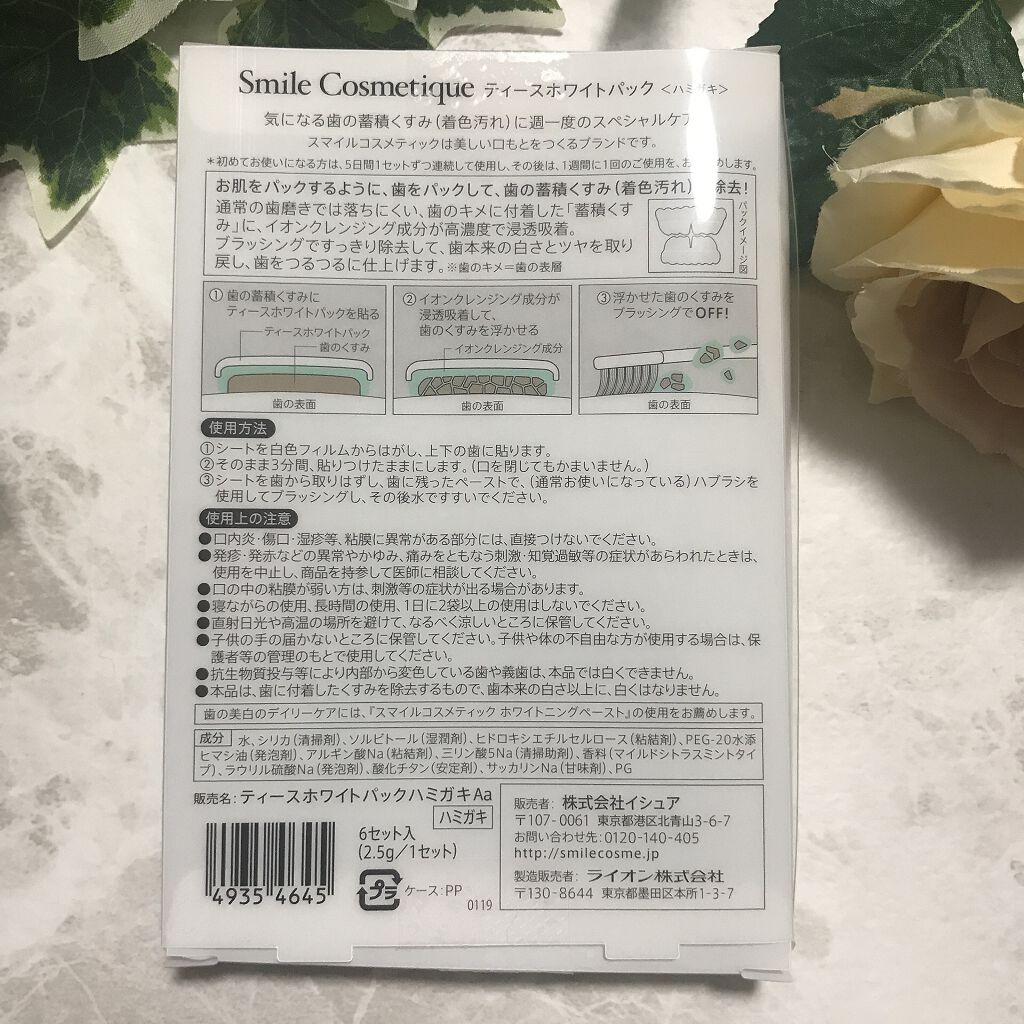 Smile Cosmetique ティースホワイトパック <ハミガキ>
気になる歯の蓄積くすみ(着色汚れ)に週一度のスペシャルケア
スマイルコスメティックは美しい口もとをつくるブランドです。
*初めてお使いになる方は、5日間1セットずつ連続して使用し、その後は、1週間に1回のご使用を、お めします。
お肌をパックするように、歯をパックして、歯の蓄積くすみ(着色汚れ) 除去!
通常の歯磨きでは落ちにくい、歯のキメに付着した「蓄積くす
み」に、イオンクレンジング成分が高濃度で浸透吸着。
ブラッシングですっきり除去して、歯本来の白さとツヤを取り
戻し、歯をつるつるに仕上げます。※歯のキメ=歯の表層
パックイメージ図
①歯の蓄積くすみに
ティースホワイトパックを貼る
ティースホワイトパック
歯のくすみ
歯の表面
②イオンクレンジング成分が
浸透吸着して、
歯のくすみを浮かせる
イオンクレンジング成分
歯の表面
③浮かせた歯のくすみを
ブラッシングでOFF!
歯の表面
使用方法
①シートを白色フィルムからはがし、上下の歯に貼ります。
②そのまま3分間、貼りつけたままにします。(口を閉じてもかまいません。)
③シートを歯から取りはずし、歯に残ったペーストで、(通常お使いになっている)ハブラシを
使用してブラッシングし、その後水ですすいでください。
使用上の注意
●口内炎・傷口・湿疹等、粘膜に異常がある部分には、直接つけないでください。
●発疹・発赤などの異常やかゆみ、痛みをともなう刺激・知覚過敏等の症状があらわれたときは、
使用を中止し、商品を持参して医師に相談してください。
●口の中の粘膜が弱い方は、刺激等の症状が出る場合があります。
●寝ながらの使用、長時間の使用、1日に2袋以上の使用はしないでください。
●直射日光や高温の場所を避けて、なるべく涼しいところに保管してください。
●子供の手の届かないところに保管してください。子供や体の不自由な方が使用する場合は、保
護者等の管理のもとで使用してください。
●抗生物質投与等により内部から変色している歯や義歯は、本品では白くできません。
●本品は、歯に付着したくすみを除去するもので、歯本来の白さ以上に、白くはなりません。
歯の美白のデイリーケアには、『スマイルコスメティック ホワイトニングペースト』の使用をお薦めします。
成分 水、シリカ(清掃剤)、ソルビトール(湿潤剤)、ヒドロキシエチルセルロース(粘結剤)、PEG-20水添
ヒマシ油(発泡剤)、アルギン酸Na(粘結剤)、三リン酸5Na(清掃助剤)、香料(マイルドシトラスミントタイ
プ)、ラウリル硫酸Na(発泡剤)、酸化チタン(安定剤)、サッカリンNa(甘味剤)、PG
販売名:ティースホワイトパックハミガキAa
ハミガキ
6セット入
(2.5g/1セット)
4935 4645
プラ
ケース:PP
0119
販売者: 株式会社イシュア
〒107-0061 東京都港区北青山3-6-7
お問い合わせ先:0120-140-405
http://smilecosme.jp
製造販売者: ライオン株式会社
〒130-8644 東京都墨田区本所1-3-7